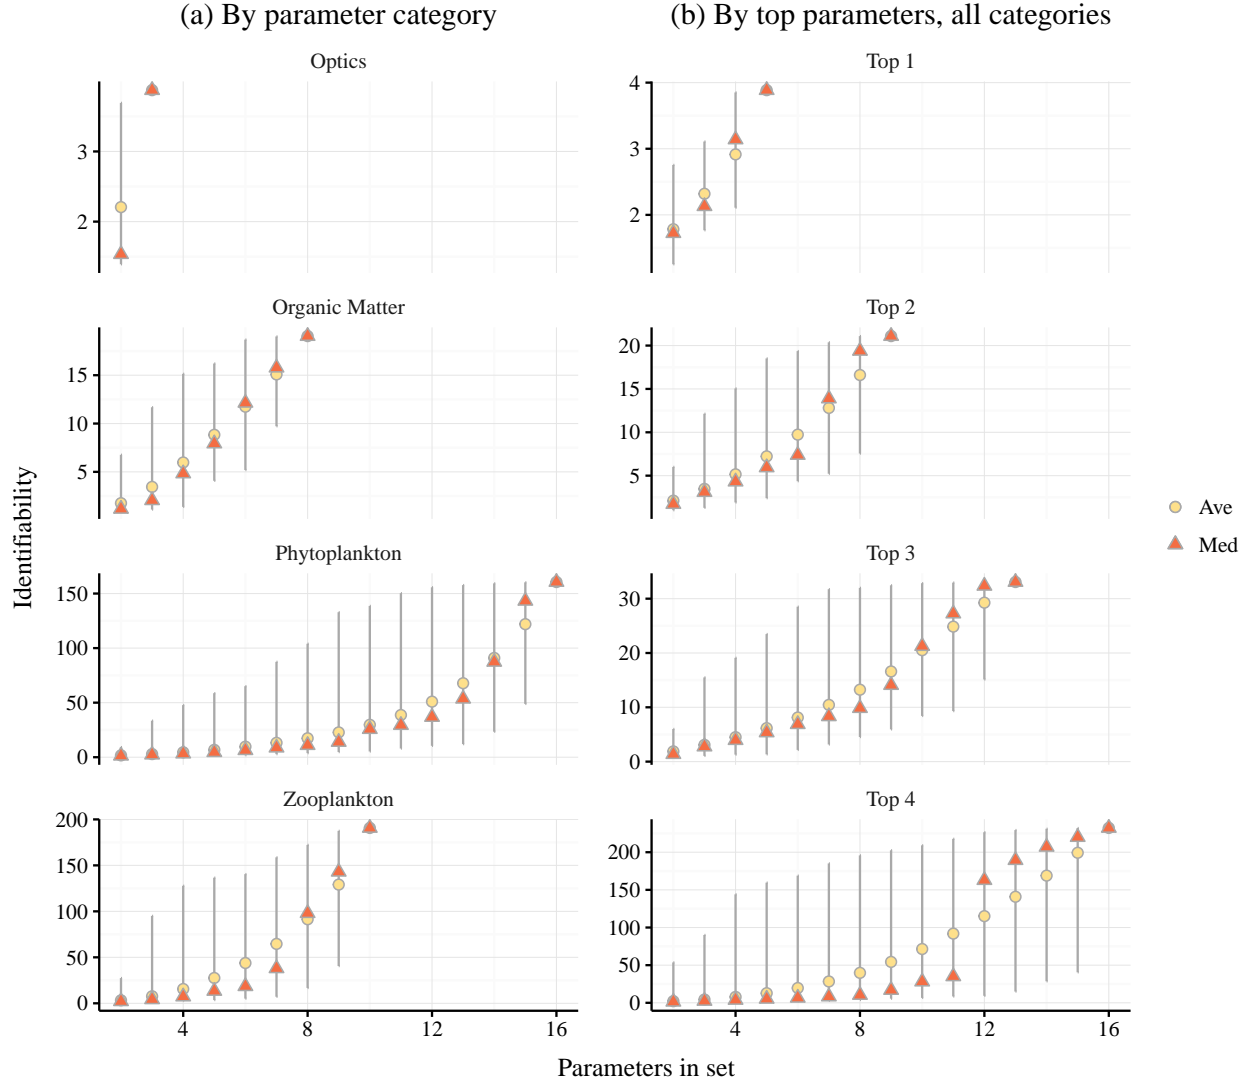 (a) By parameter category
(b) By top parameters, all categories
Optics
3
2
Top 1
4
3
2
Organic Matter
15
10
5
Top 2
20
15
10
5
Phytoplankton
150
100
50
0
Top 3
30
20
10
0
Zooplankton
200
150
100
50
0
4
8
12
16
Top 4
200
150
100
50
0
4
8
12
16
Identifiability
Parameters in set
Ave
Med